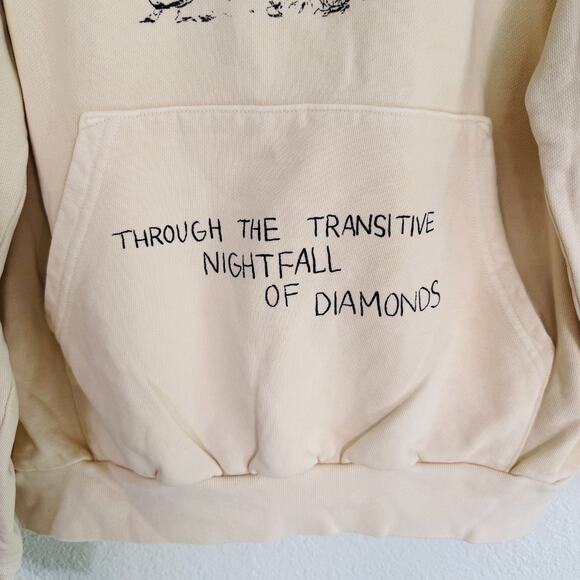 THROUGH THE TRANSITIVE
NIGHTFALL
OF DIAMONDS